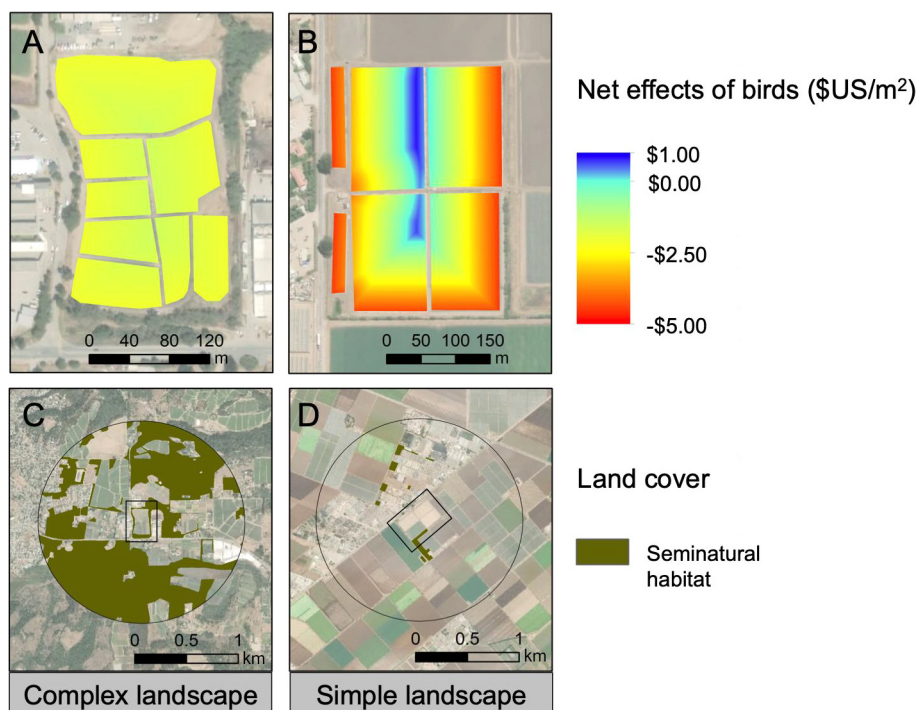 A
B
Net effects of birds ($US/m²)
$1.00
$0.00
-$2.50
-$5.00
0 40 80 120
m
0 50 100 150
m
C
D
Land cover
Seminatural
habitat
0 0.5 1
km
0 0.5 1
km
Complex landscape
Simple landscape